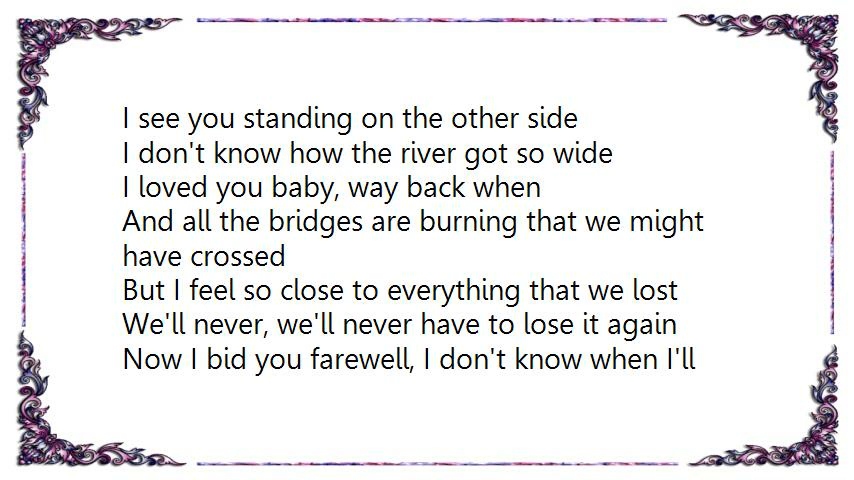 I see you standing on the other side
I don't know how the river got so wide
I loved you baby, way back when
And all the bridges are burning that we might
have crossed
But I feel so close to everything that we lost
We'll never, we'll never have to lose it again
Now I bid you farewell, I don't know when I'll